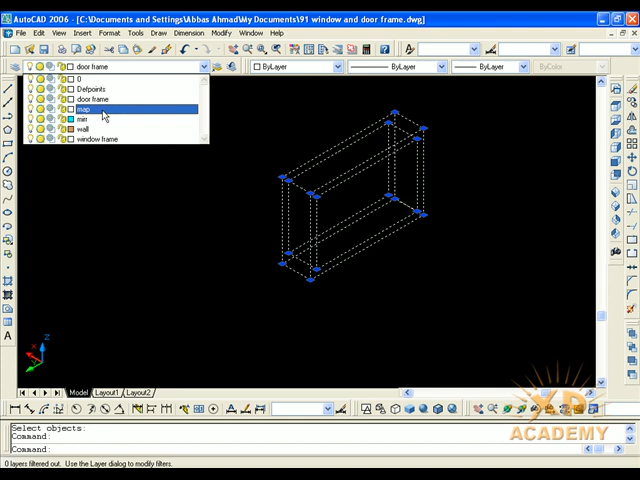 AutoCAD 2006 - [C:\Documents and Settings\Abbas Ahmad\My Documents\91 window and door frame.dwg]
File Edit View Insert Format Tools Draw Dimension Modify Express Window Help
Standard
door frame
ByLayer
ByLayer
ByLayer
ByColor
0
Defpoints
door frame
map
mirr
wall
window frame
Z
X
Y
Model
Layout1
Layout2
XD
ACADEMY
Select objects:
Command:
Command:
0 layers filtered out. Use the Layer dialog to modify filters.